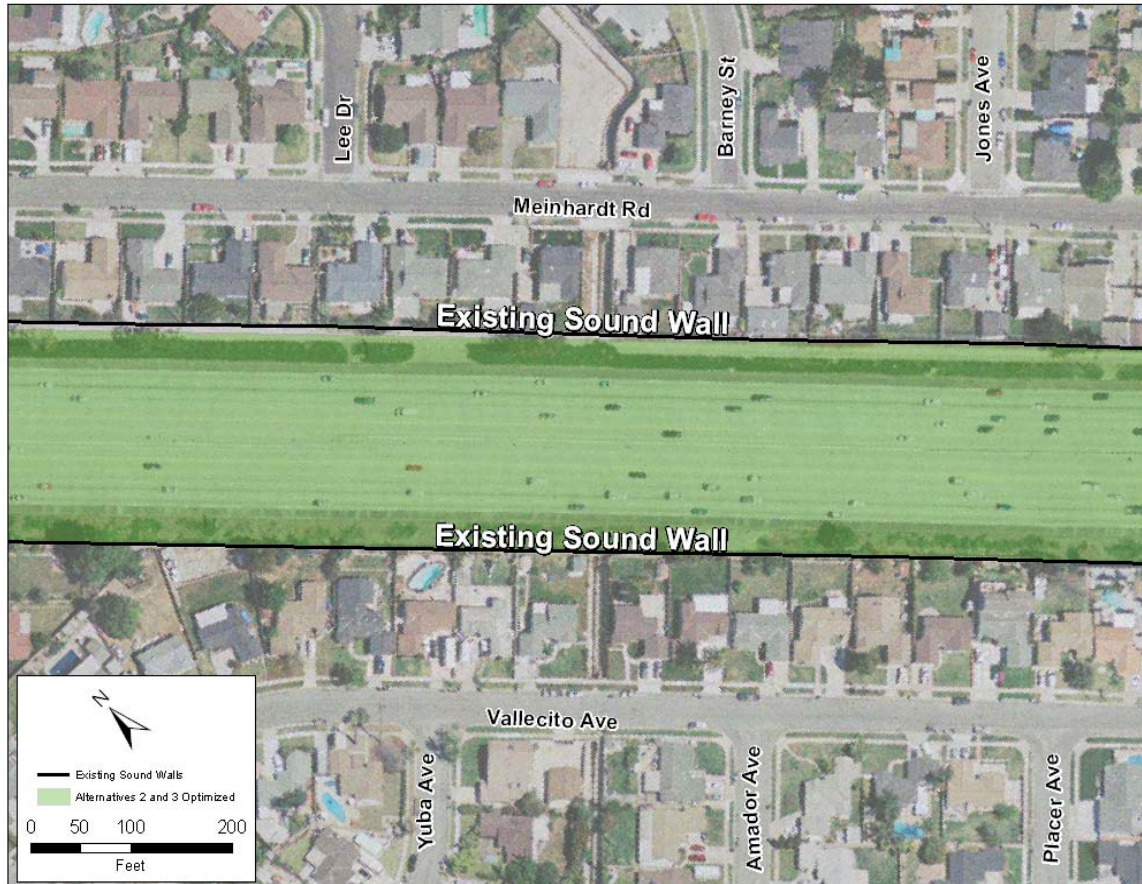 Lee Dr
Barney St
Jones Ave
Meinhardt Rd
Existing Sound Wall
Existing Sound Wall
Vallecito Ave
Yuba Ave
Amador Ave
Placer Ave
N
Existing Sound Walls
Alternatives 2 and 3 Optimized
0 50 100 200
Feet